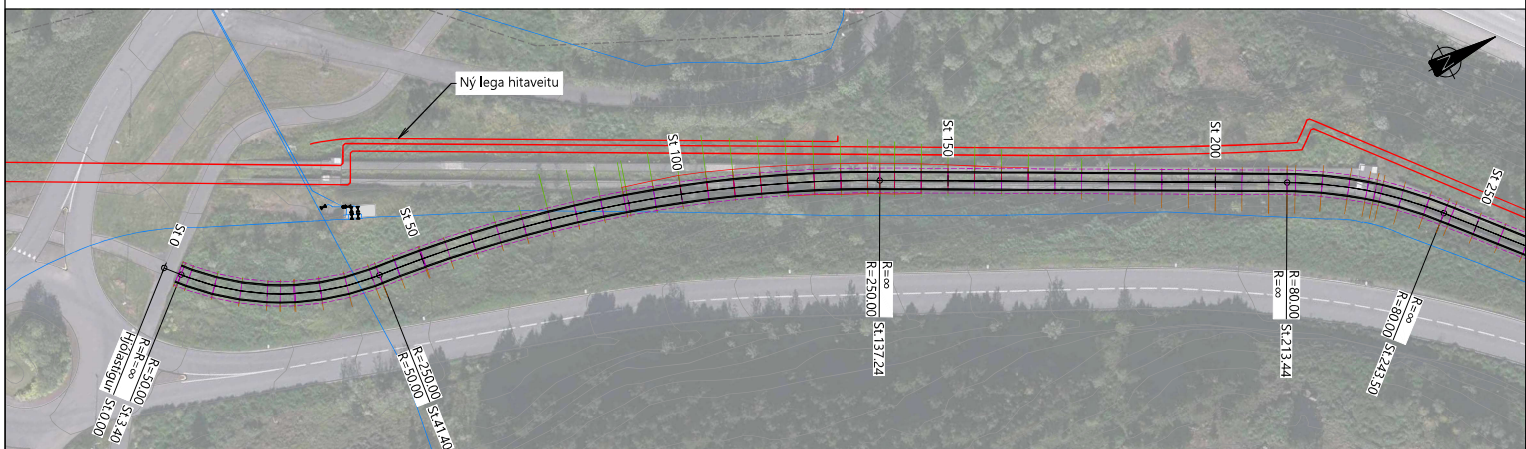 Ný lega hitaveitu
St 0
St 50
St 100
St 150
St 200
St 250
Hjólastígur St.0.00
R=∞
R=∞
R=50.00 St.3.40
R=50.00
R=250.00 St.41.40
R=250.00 St.137.24
R=∞
R=∞
R=80.00 St.213.44
R=80.00 St.243.50
R=∞